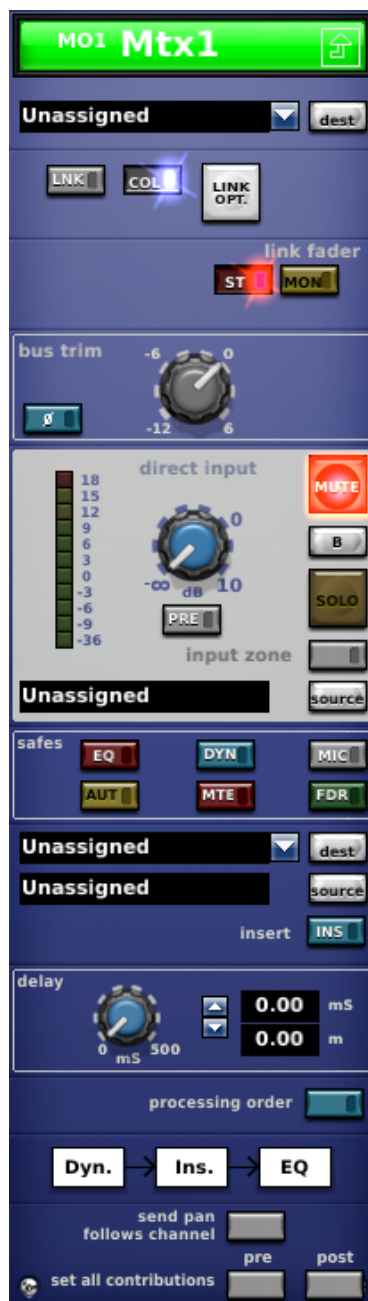 MO1 Mtx1
Unassigned dest
LNK COL LINK OPT.
link fader
ST MON
bus trim
-6 0
ø
-12 6
direct input
MUTE
18
15
12
9
6
3
0
-3
-6
-9
-36
0
-∞ dB 10
B
SOLO
PRE
input zone
Unassigned source
safes
EQ DYN MIC
AUT MTE FDR
Unassigned dest
Unassigned source
insert INS
delay
0 mS 500
0.00 mS
0.00 m
processing order
Dyn. Ins. EQ
send pan
follows channel
pre post
set all contributions